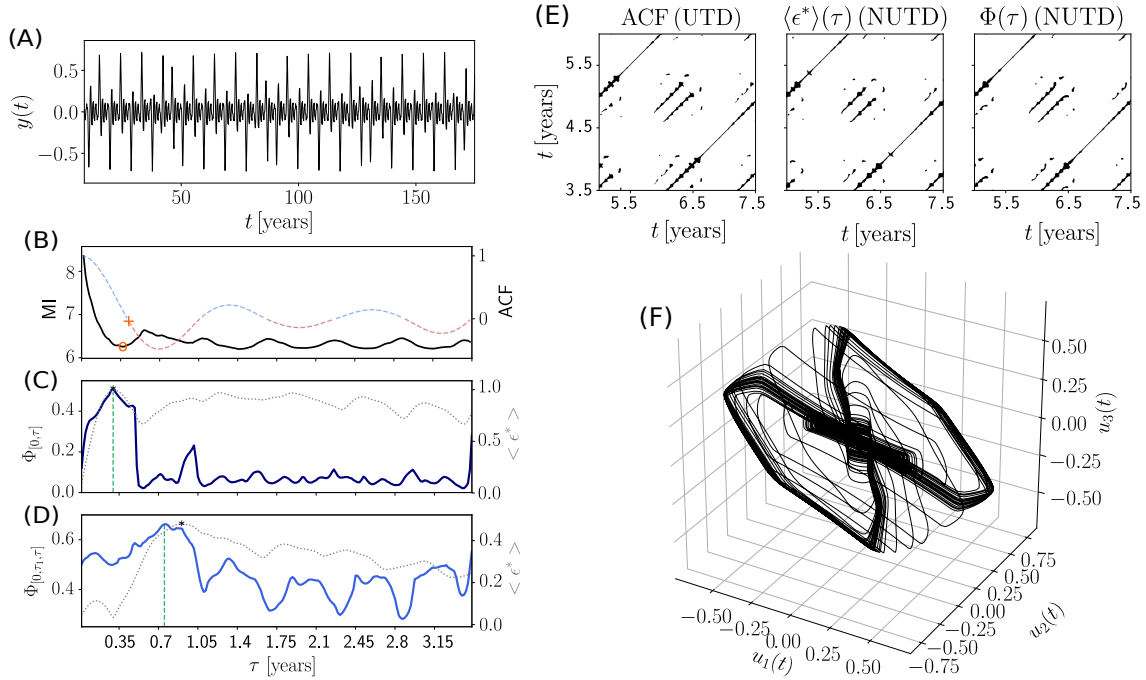 (A)
0.5
0.0
−0.5
y(t)
50
100
150
t [years]
(B)
8
7
6
MI
1
0
ACF
(C)
0.4
0.2
0.0
Φ[0,τ]
1.0
0.5
0.0
< ϵ* >
(D)
0.6
0.4
Φ[0,τ1,τ]
0.4
0.2
0.0
< ϵ* >
0.35
0.7
1.05
1.4
1.75
2.1
2.45
2.8
3.15
τ [years]
(E)
ACF (UTD)
⟨ϵ*⟩(τ) (NUTD)
Φ(τ) (NUTD)
5.5
4.5
3.5
t [years]
5.5
6.5
7.5
5.5
6.5
7.5
5.5
6.5
7.5
t [years]
t [years]
t [years]
(F)
0.50
0.25
0.00
−0.25
−0.50
u3(t)
0.75
0.50
0.25
0.00
−0.25
−0.50
−0.75
u2(t)
−0.50
−0.25
0.00
0.25
0.50
u1(t)